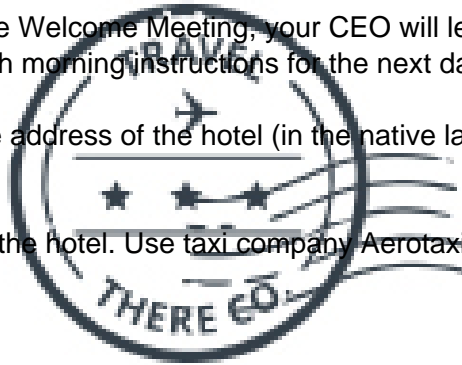 e Welcome Meeting, your CEO will le
h morning instructions for the next da
e address of the hotel (in the native la
the hotel. Use taxi company Aerotaxi
TRAVEL
THERE CO.